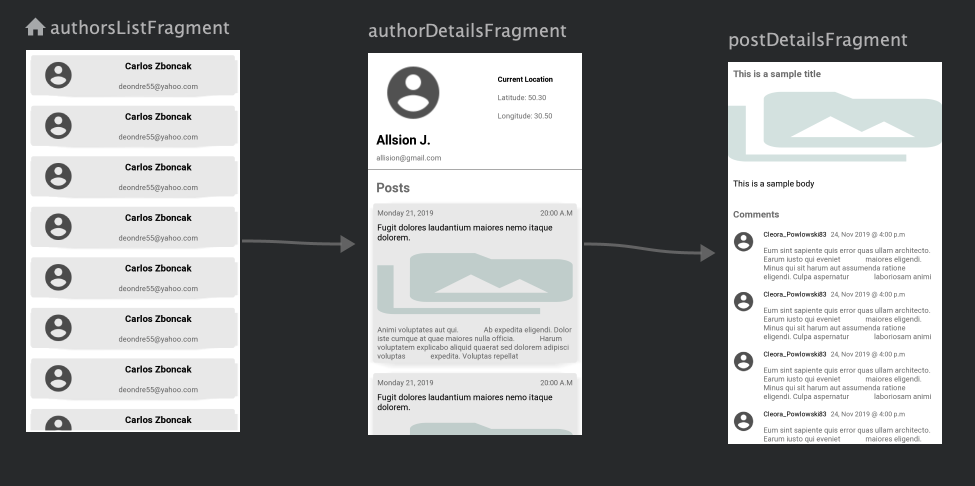 authorsListFragment
Carlos Zboncak
deondre55@yahoo.com
Carlos Zboncak
deondre55@yahoo.com
Carlos Zboncak
deondre55@yahoo.com
Carlos Zboncak
deondre55@yahoo.com
Carlos Zboncak
deondre55@yahoo.com
Carlos Zboncak
deondre55@yahoo.com
Carlos Zboncak
deondre55@yahoo.com
Carlos Zboncak
authorDetailsFragment
Current Location
Latitude: 50.30
Longitude: 30.50
Allsion J.
allision@gmail.com
Posts
Monday 21, 2019 20:00 A.M
Fugit dolores laudantium maiores nemo itaque
dolorem.
Animi voluptates aut qui. Ab expedita eligendi. Dolor
iste cumque at quae maiores nulla officia. Harum
voluptatem explicabo aliquid quaerat sed dolorem adipisci
voluptas expedita. Voluptas repellat
Monday 21, 2019 20:00 A.M
Fugit dolores laudantium maiores nemo itaque
dolorem.
postDetailsFragment
This is a sample title
This is a sample body
Comments
Cleora_Powlowski83 24, Nov 2019 @ 4:00 p.m
Eum sint sapiente quis error quas ullam architecto.
Earum iusto qui eveniet maiores eligendi.
Minus qui sit harum aut assumenda ratione
eligendi. Culpa aspernatur laboriosam animi
Cleora_Powlowski83 24, Nov 2019 @ 4:00 p.m
Eum sint sapiente quis error quas ullam architecto.
Earum iusto qui eveniet maiores eligendi.
Minus qui sit harum aut assumenda ratione
eligendi. Culpa aspernatur laboriosam animi
Cleora_Powlowski83 24, Nov 2019 @ 4:00 p.m
Eum sint sapiente quis error quas ullam architecto.
Earum iusto qui eveniet maiores eligendi.
Minus qui sit harum aut assumenda ratione
eligendi. Culpa aspernatur laboriosam animi
Cleora_Powlowski83 24, Nov 2019 @ 4:00 p.m
Eum sint sapiente quis error quas ullam architecto.
Earum iusto qui eveniet maiores eligendi.